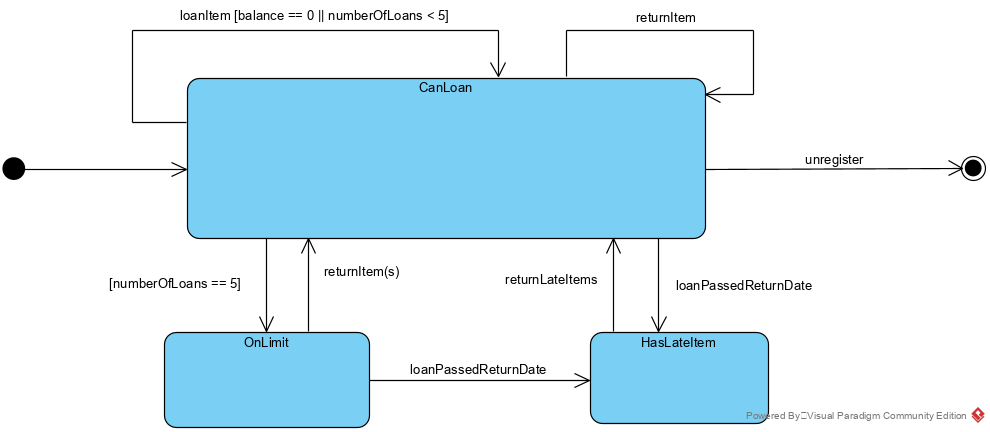 loanItem [balance == 0 || numberOfLoans < 5]
returnItem
CanLoan
unregister
[numberOfLoans == 5]
returnItem(s)
returnLateItems
loanPassedReturnDate
OnLimit
HasLateItem
loanPassedReturnDate
Powered By Visual Paradigm Community Edition